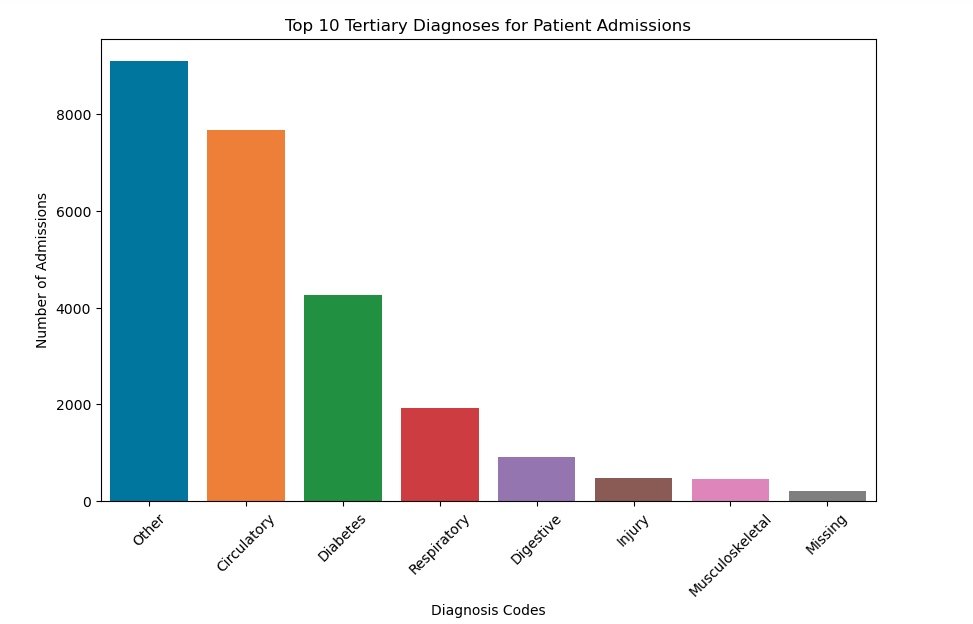 Top 10 Tertiary Diagnoses for Patient Admissions
Number of Admissions
8000
6000
4000
2000
0
Other
Circulatory
Diabetes
Respiratory
Digestive
Injury
Musculoskeletal
Missing
Diagnosis Codes